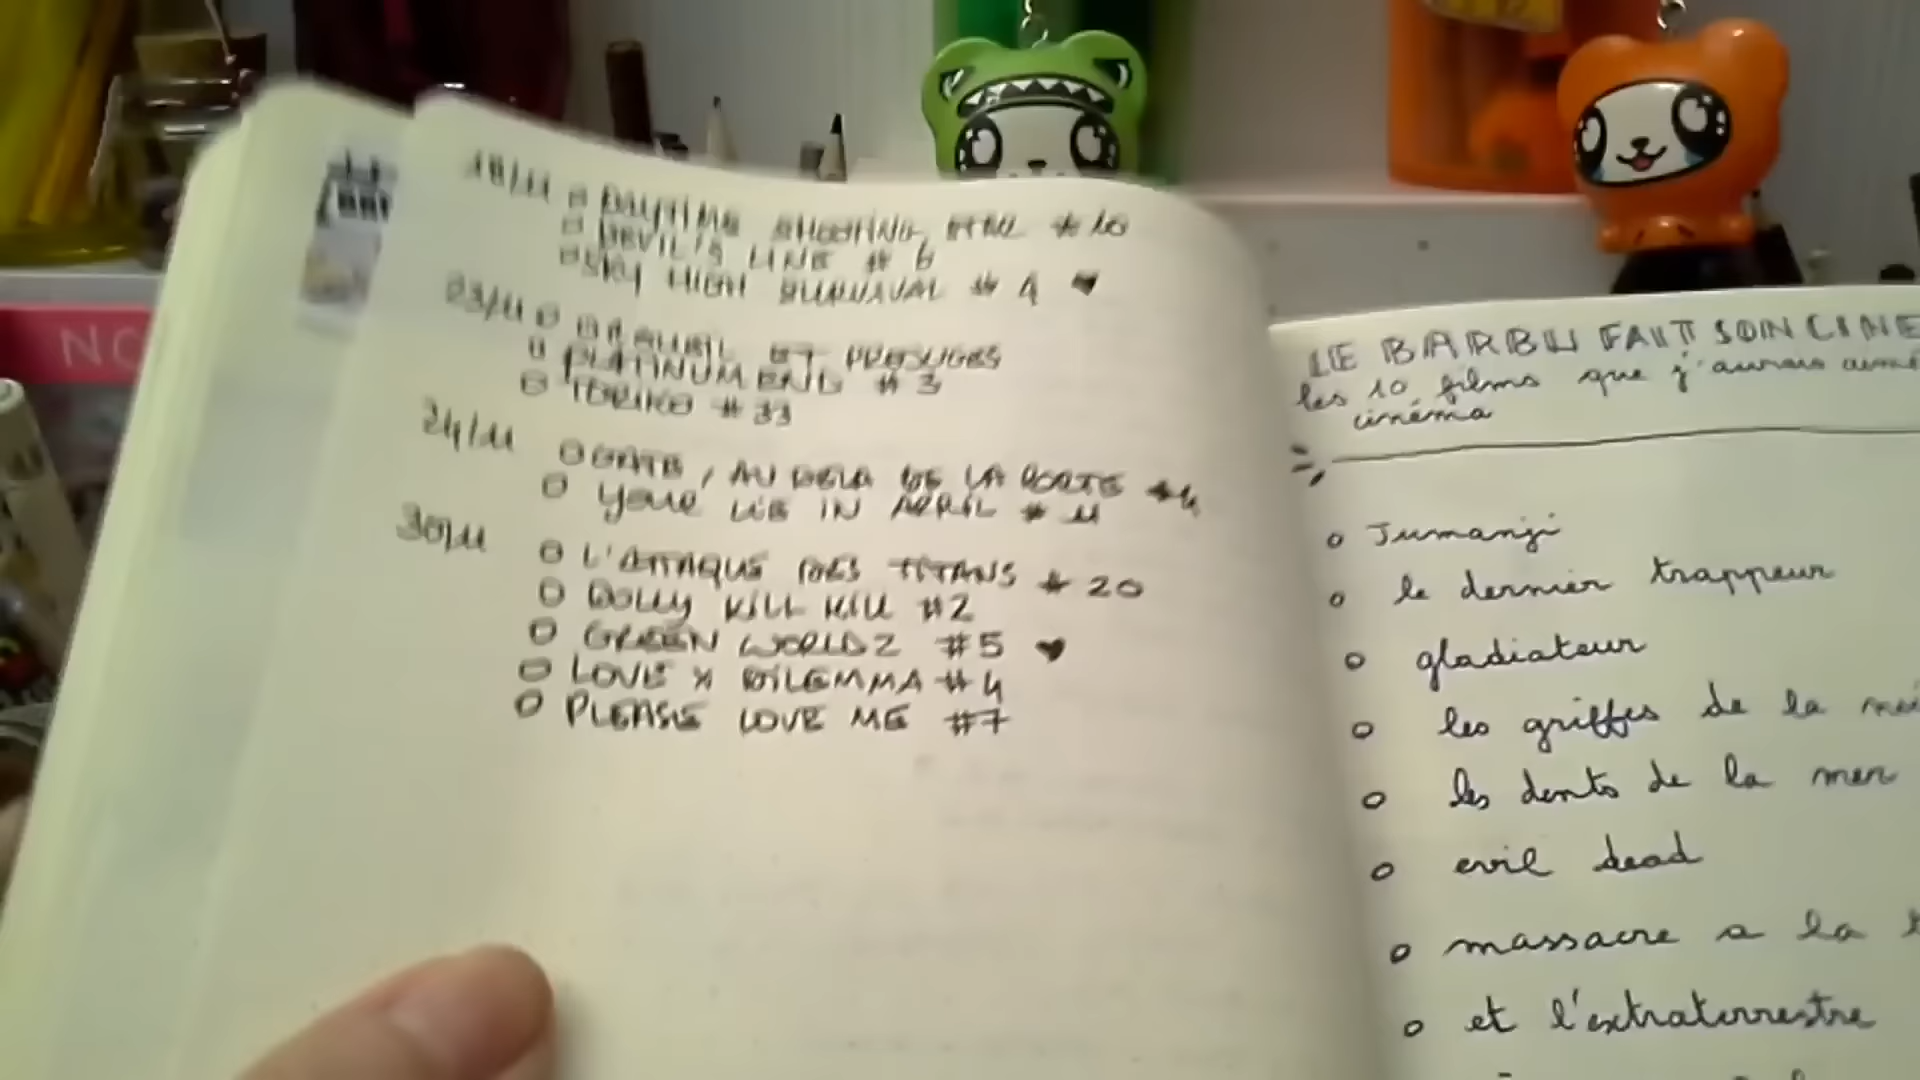 NO
18/11 DAYTIME SHOOTING STAR #10
DEVIL'S LINE #6
SKY HIGH SURVIVAL #4
23/11 ET PRODIGES
PLATINUM END #3
TORIKO #33
24/11 GATE, AU DELA DE LA PORTE #4
YOUR LIE IN APRIL #11
30/11
L'ATTAQUE DES TITANS #20
DOLLY KILL KILL #2
GREEN WORLDZ #5
LOVE X DILEMMA #4
PLEASE LOVE ME #7
LE BARBU FAIT SON CINE
les 10 films que j'aurais aimé
cinéma
Jumanji
le dernier trappeur
gladiateur
les griffes de la
les dents de la mer
evil dead
massacre a la t
et l'extraterrestre